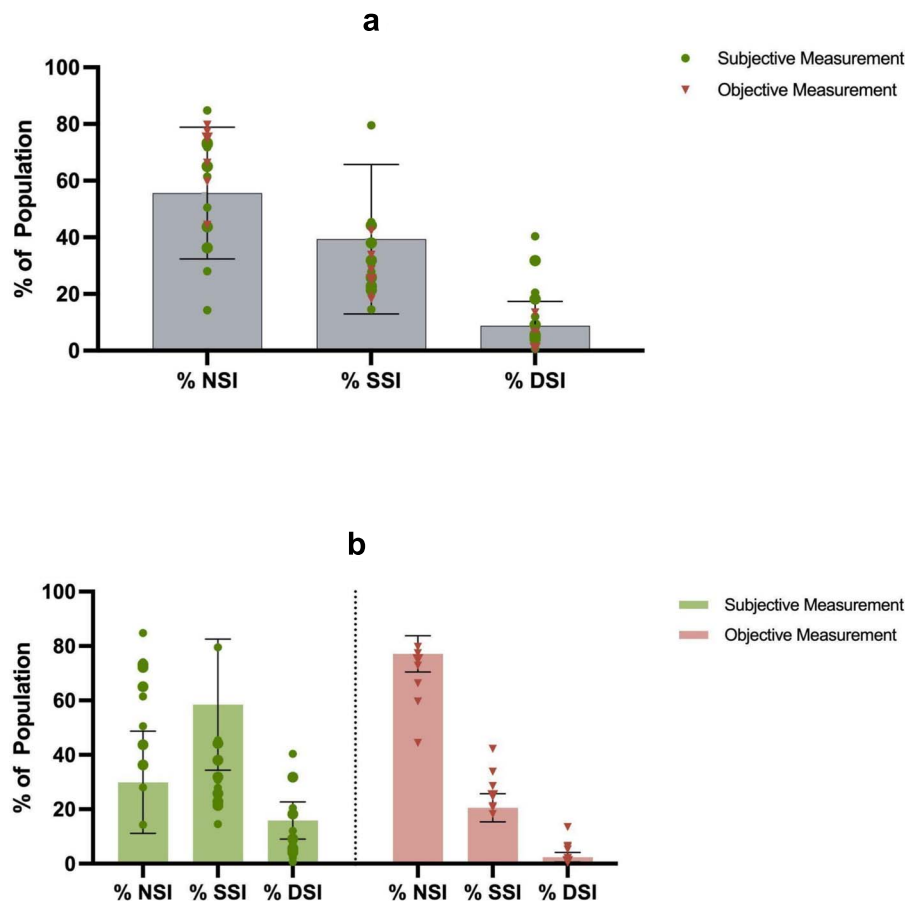 a
Subjective Measurement
Objective Measurement
% of Population
100
80
60
40
20
0
% NSI
% SSI
% DSI
b
Subjective Measurement
Objective Measurement
% of Population
100
80
60
40
20
0
% NSI
% SSI
% DSI
% NSI
% SSI
% DSI